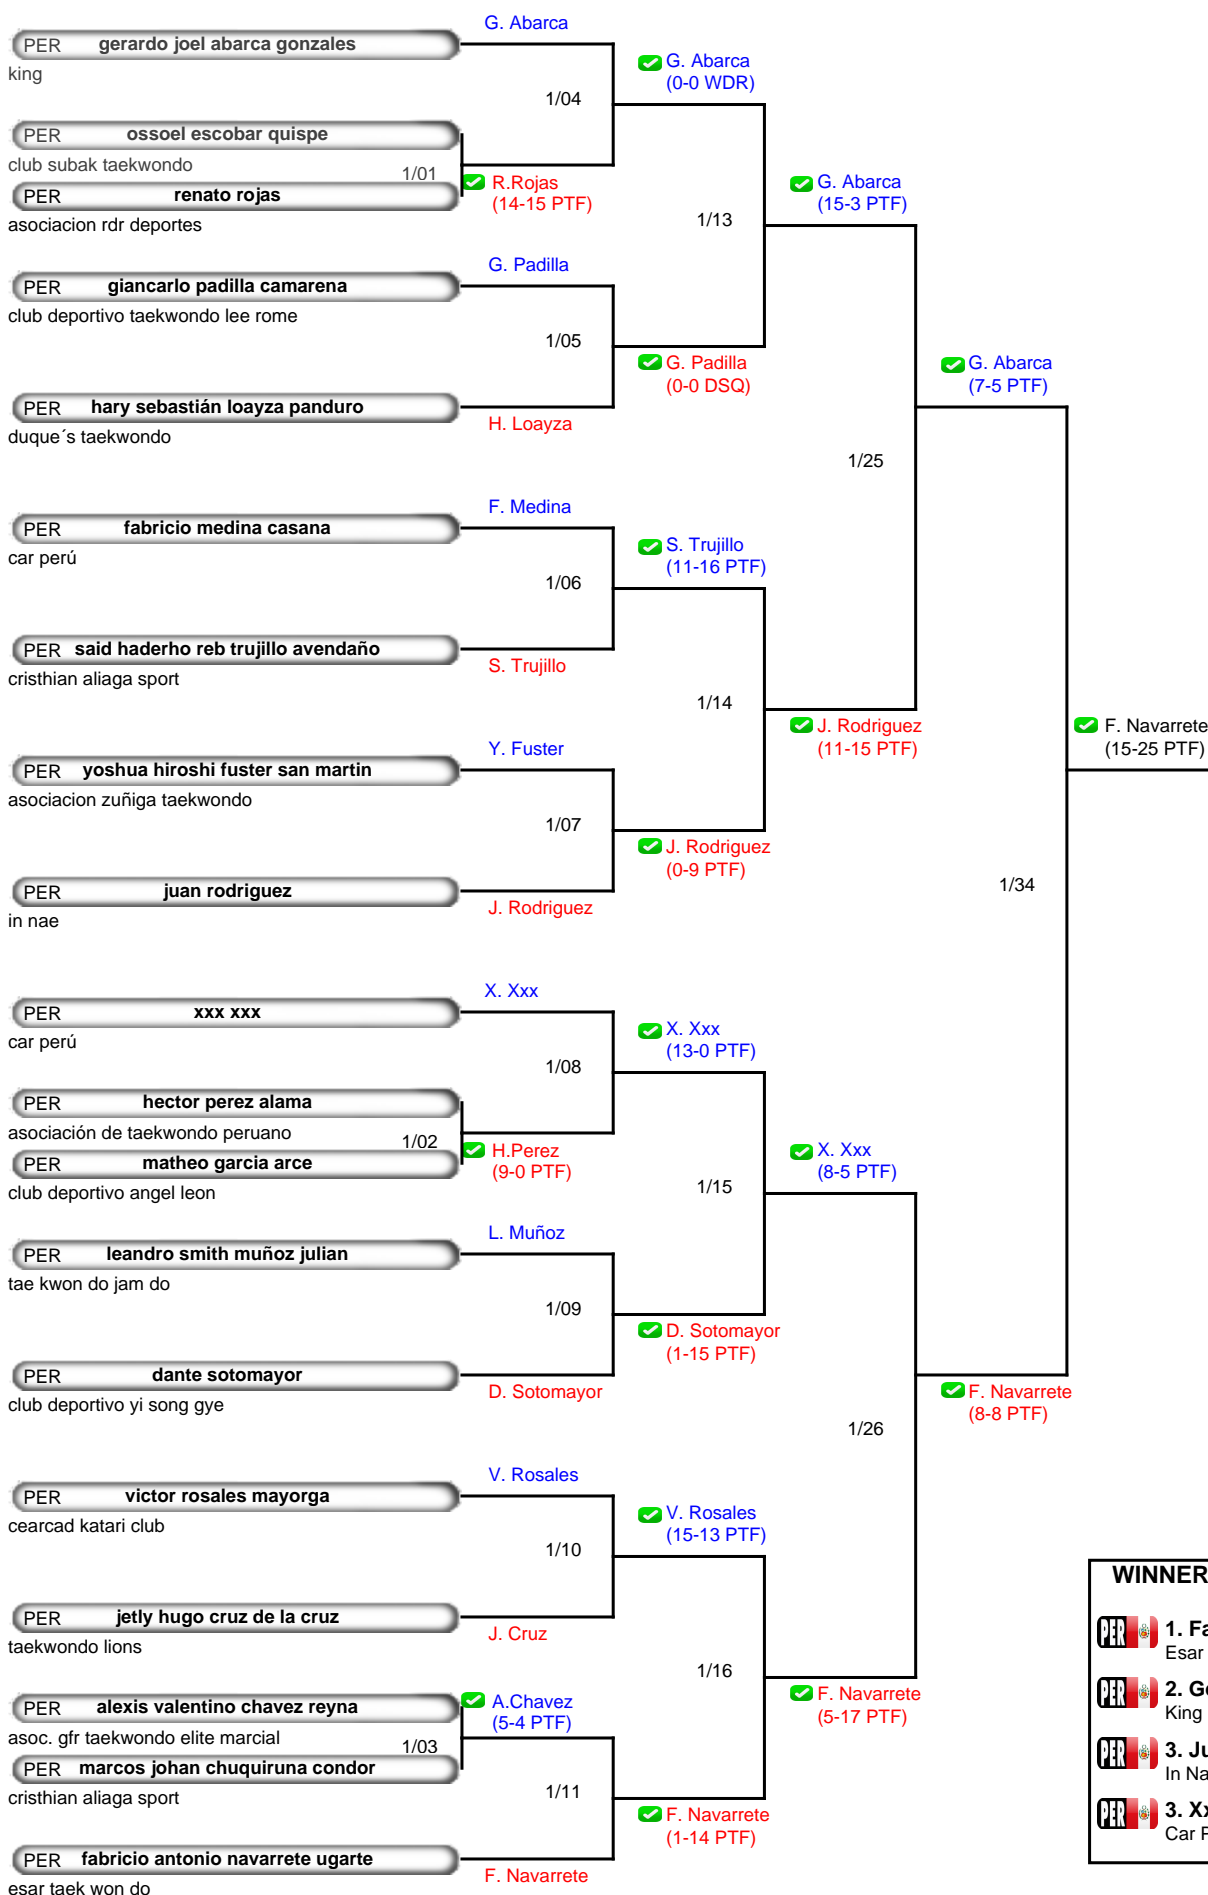 G. Abarca
PER gerardo joel abarca gonzales
king
G. Abarca
(0-0 WDR)
1/04
PER ossoel escobar quispe
club subak taekwondo
1/01
R.Rojas
(14-15 PTF)
PER renato rojas
asociacion rdr deportes
G. Abarca
(15-3 PTF)
1/13
G. Padilla
PER giancarlo padilla camarena
club deportivo taekwondo lee rome
1/05
G. Padilla
(0-0 DSQ)
G. Abarca
(7-5 PTF)
PER hary sebastián loayza panduro
H. Loayza
duque´s taekwondo
1/25
F. Medina
PER fabricio medina casana
car perú
S. Trujillo
(11-16 PTF)
1/06
PER said haderho reb trujillo avendaño
S. Trujillo
cristhian aliaga sport
1/14
J. Rodriguez
(11-15 PTF)
F. Navarrete
(15-25 PTF)
Y. Fuster
PER yoshua hiroshi fuster san martin
asociacion zuñiga taekwondo
1/07
J. Rodriguez
(0-9 PTF)
1/34
PER juan rodriguez
J. Rodriguez
in nae
X. Xxx
PER xxx xxx
car perú
X. Xxx
(13-0 PTF)
1/08
PER hector perez alama
asociación de taekwondo peruano
1/02
H.Perez
(9-0 PTF)
PER matheo garcia arce
club deportivo angel leon
X. Xxx
(8-5 PTF)
1/15
L. Muñoz
PER leandro smith muñoz julian
tae kwon do jam do
1/09
D. Sotomayor
(1-15 PTF)
PER dante sotomayor
D. Sotomayor
club deportivo yi song gye
F. Navarrete
(8-8 PTF)
1/26
V. Rosales
PER victor rosales mayorga
cearcad katari club
V. Rosales
(15-13 PTF)
1/10
PER jetly hugo cruz de la cruz
J. Cruz
taekwondo lions
1/16
F. Navarrete
(5-17 PTF)
PER alexis valentino chavez reyna
A.Chavez
(5-4 PTF)
asoc. gfr taekwondo elite marcial
1/03
PER marcos johan chuquiruna condor
cristhian aliaga sport
1/11
F. Navarrete
(1-14 PTF)
PER fabricio antonio navarrete ugarte
F. Navarrete
esar taek won do
WINNER
PER 1. Fa
Esar
PER 2. Ge
King
PER 3. Ju
In Na
PER 3. Xx
Car P